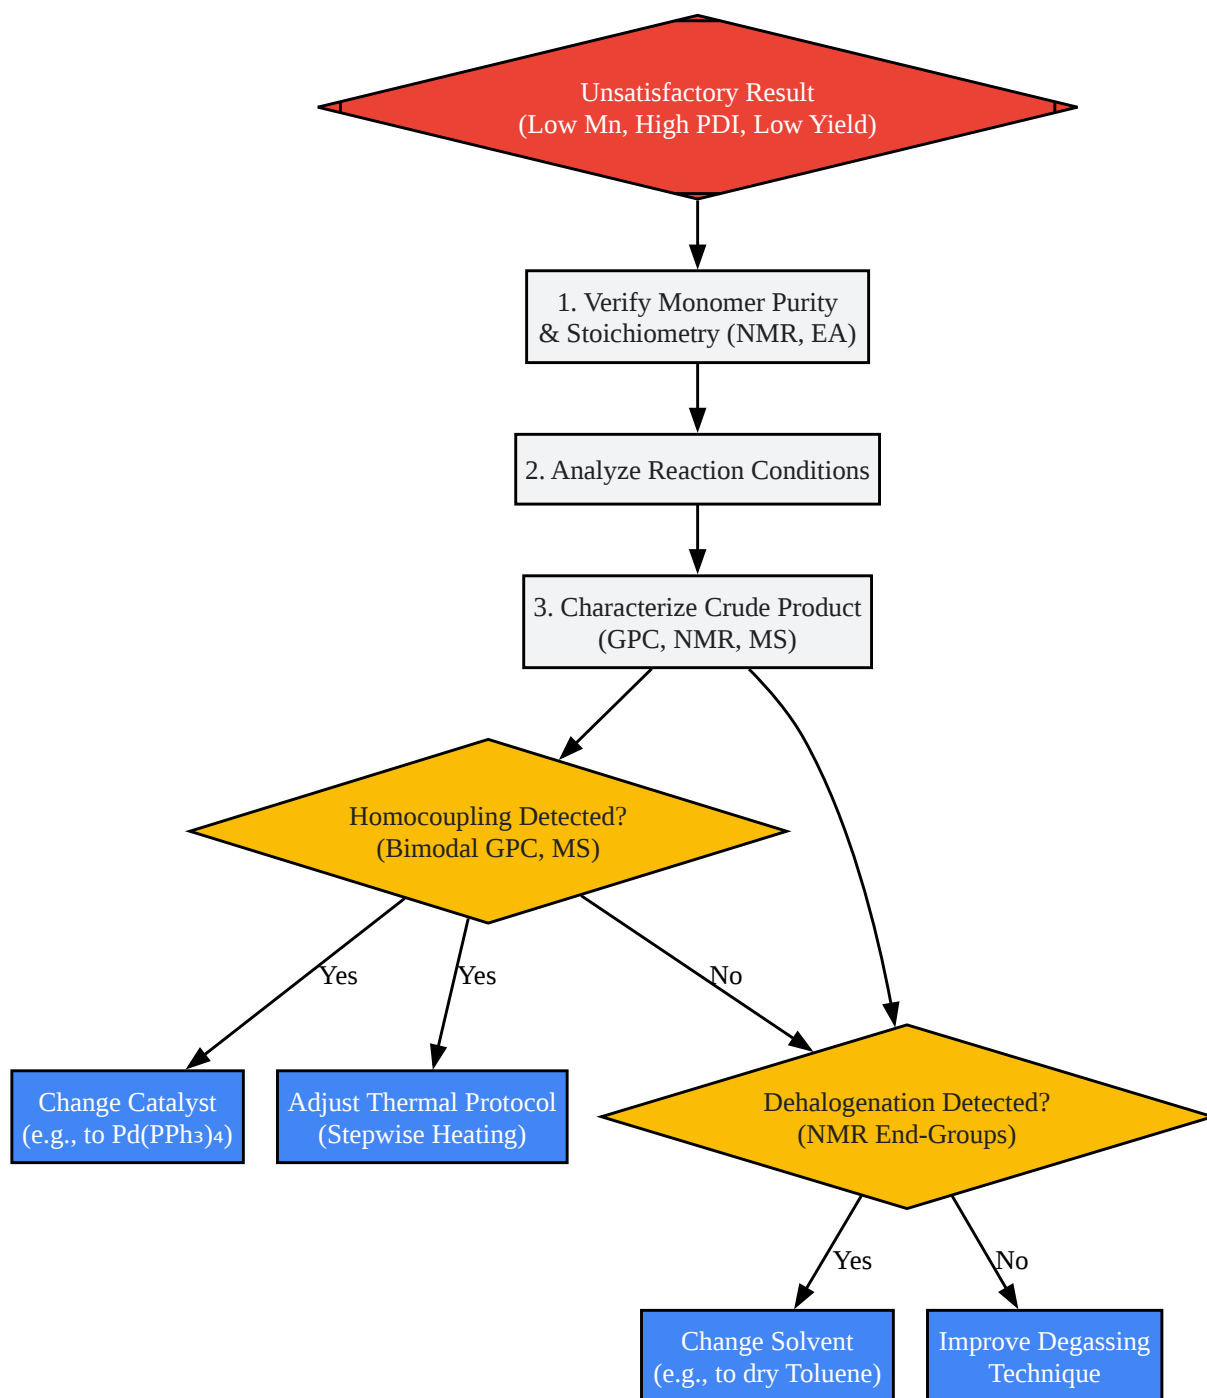 Unsatisfactory Result
(Low Mn, High PDI, Low Yield)
1. Verify Monomer Purity
& Stoichiometry (NMR, EA)
2. Analyze Reaction Conditions
3. Characterize Crude Product
(GPC, NMR, MS)
Homocoupling Detected?
(Bimodal GPC, MS)
Yes
Yes
No
Change Catalyst
(e.g., to Pd(PPh₃)₄)
Adjust Thermal Protocol
(Stepwise Heating)
Dehalogenation Detected?
(NMR End-Groups)
Yes
No
Change Solvent
(e.g., to dry Toluene)
Improve Degassing
Technique